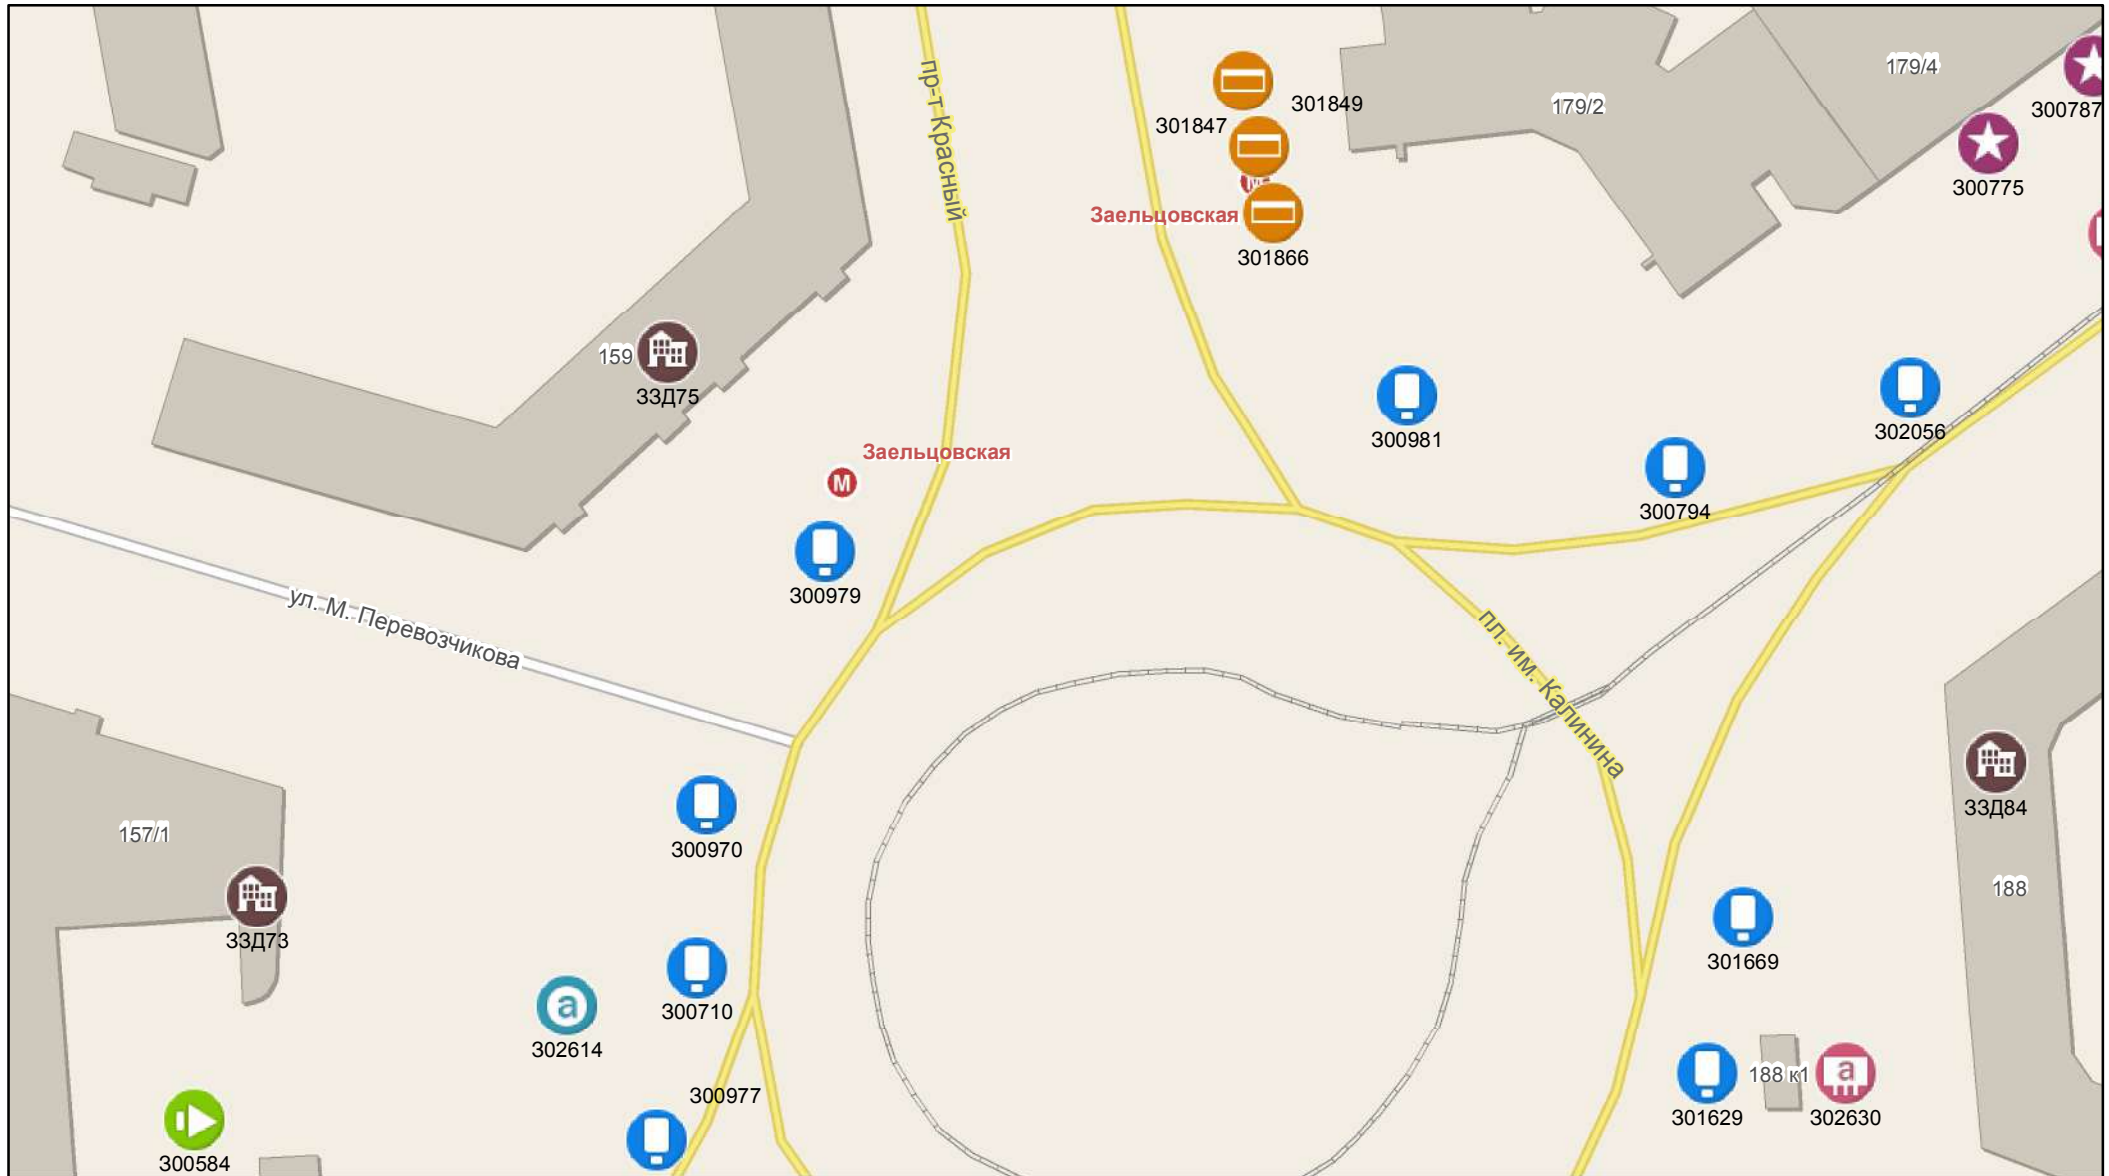 179/4
пр-т Красный
300787
301849
179/2
301847
М
300775
Заельцовская
301866
159
33Д75
300981
302056
Заельцовская
М
300794
300979
ул. М. Перевозчикова
пл. им. Калинина
33Д84
157/1
300970
188
33Д73
301669
a
300710
302614
188 к1
a
300977
301629
302630
300584